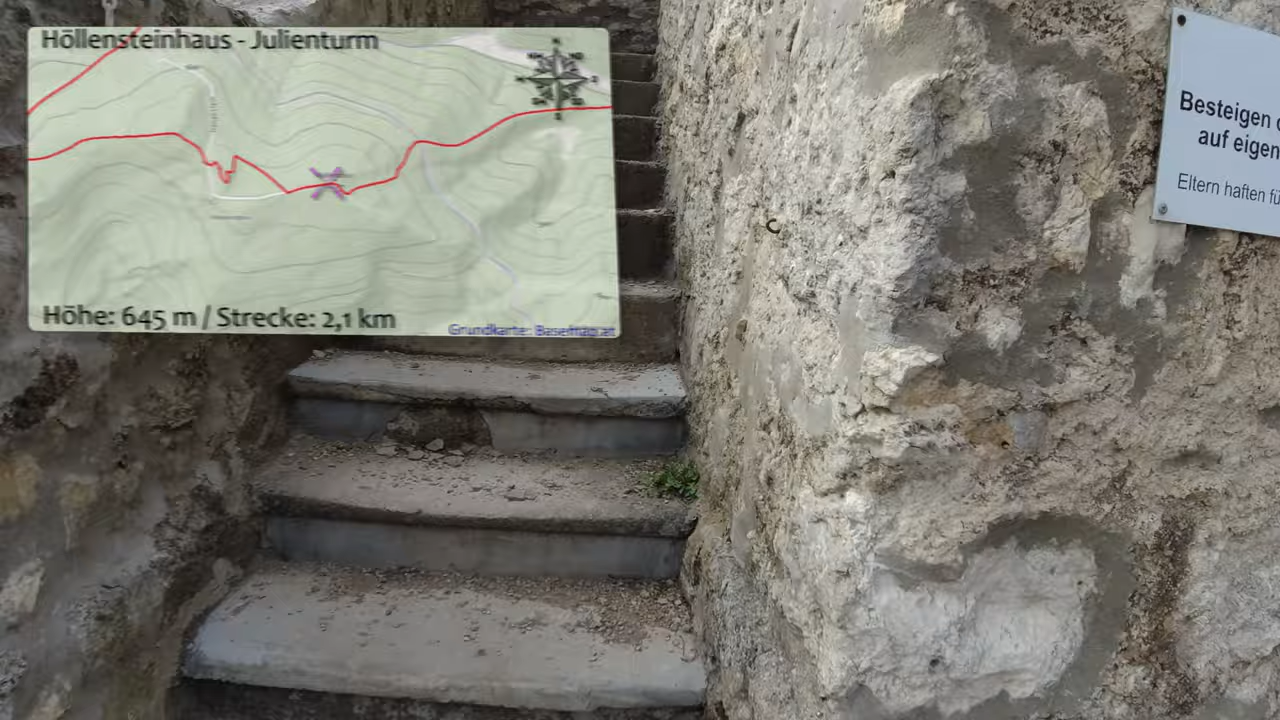 Höllensteinhaus - Julienturm
Höhe: 645 m / Strecke: 2,1 km
Grundkarte: Basemap.at
Besteigen
auf eigen
Eltern haften fü